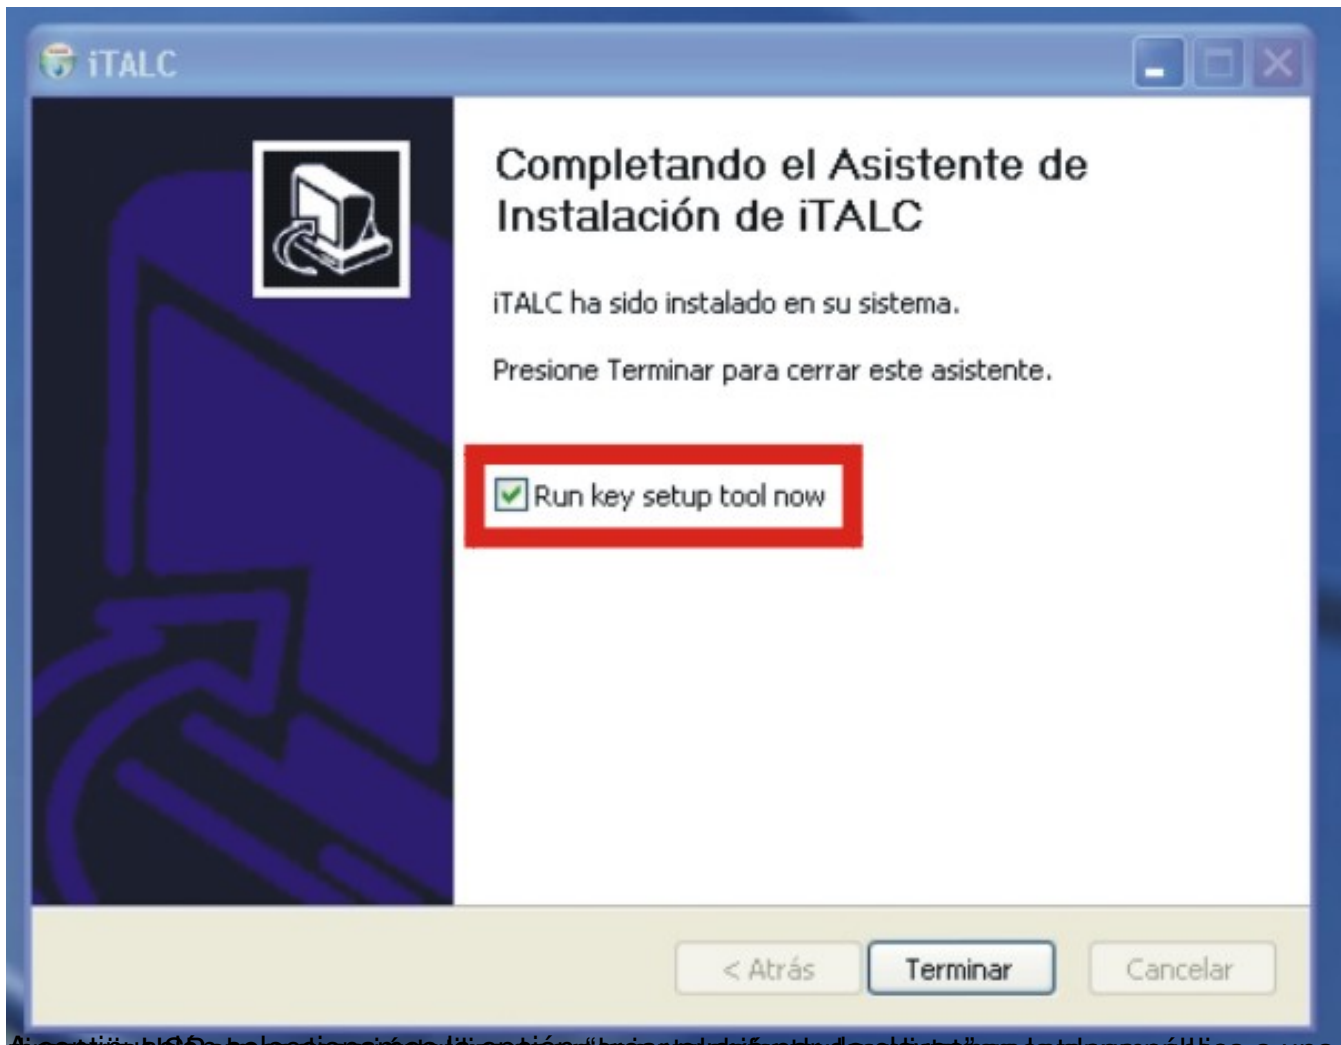 iTALC
Completando el Asistente de
Instalación de iTALC
iTALC ha sido instalado en su sistema.
Presione Terminar para cerrar este asistente.
Run key setup tool now
< Atrás
Terminar
Cancelar